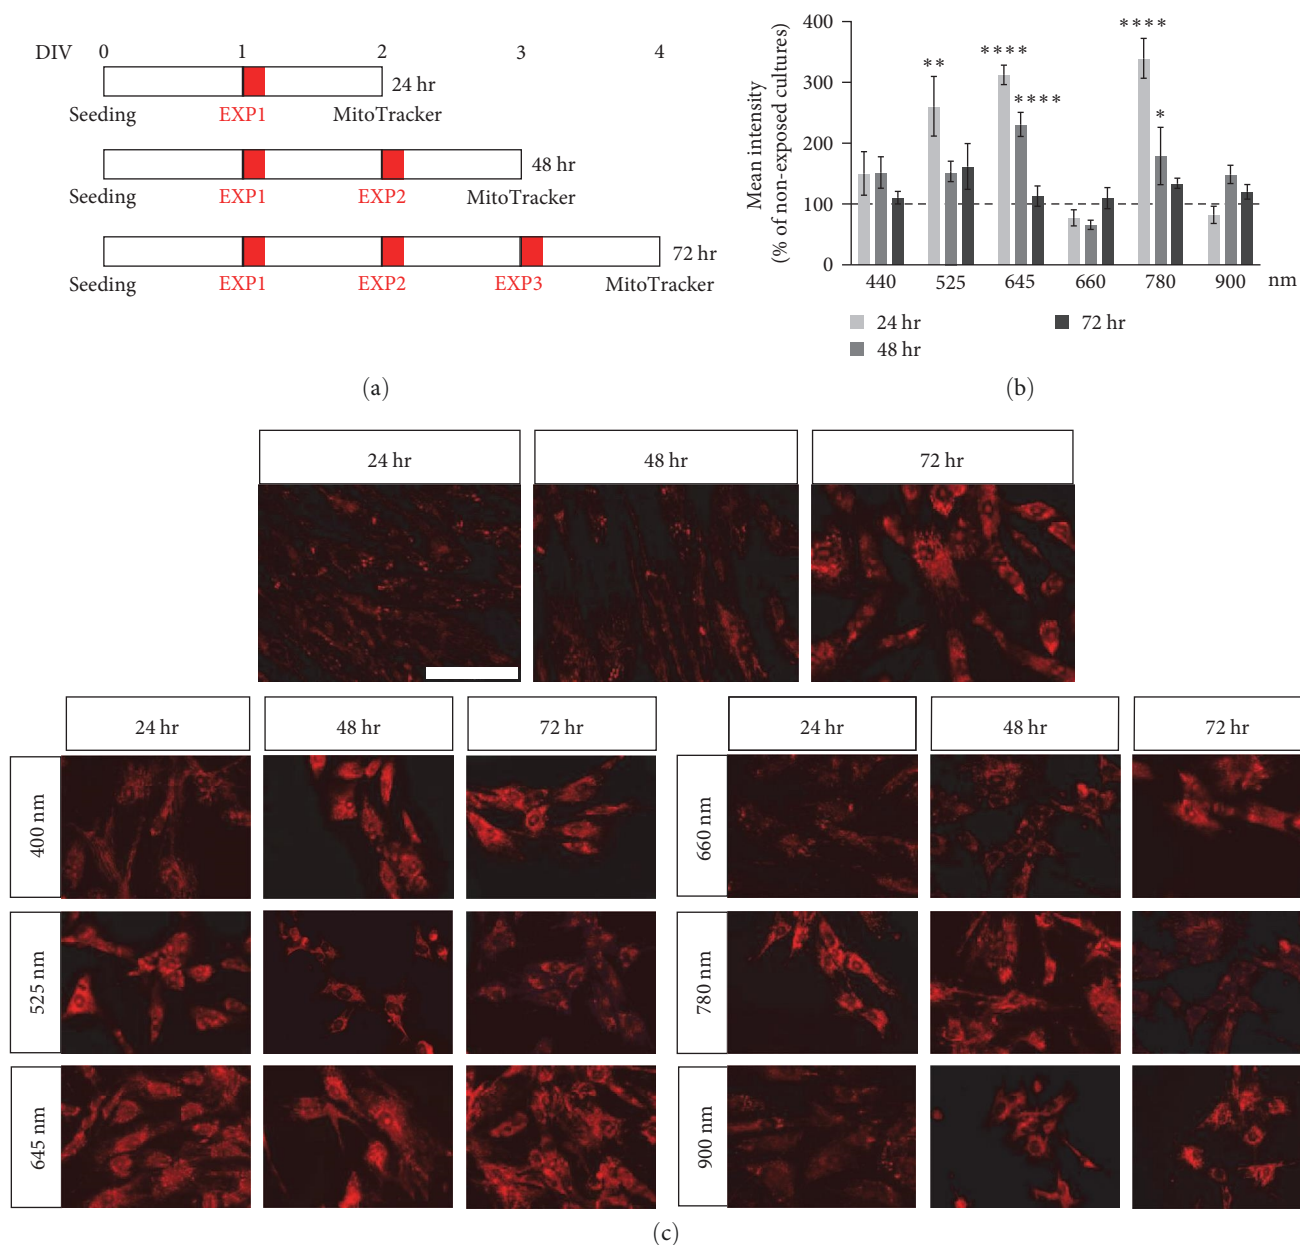 DIV 0 1 2 3 4
24 hr
Seeding EXP1 MitoTracker
48 hr
Seeding EXP1 EXP2 MitoTracker
72 hr
Seeding EXP1 EXP2 EXP3 MitoTracker
(a)
Mean intensity
(% of non-exposed cultures)
400
300
200
100
0
** **** **** **** *
440 525 645 660 780 900 nm
24 hr 72 hr
48 hr
(b)
24 hr 48 hr 72 hr
24 hr 48 hr 72 hr 24 hr 48 hr 72 hr
400 nm 660 nm
525 nm 780 nm
645 nm 900 nm
(c)